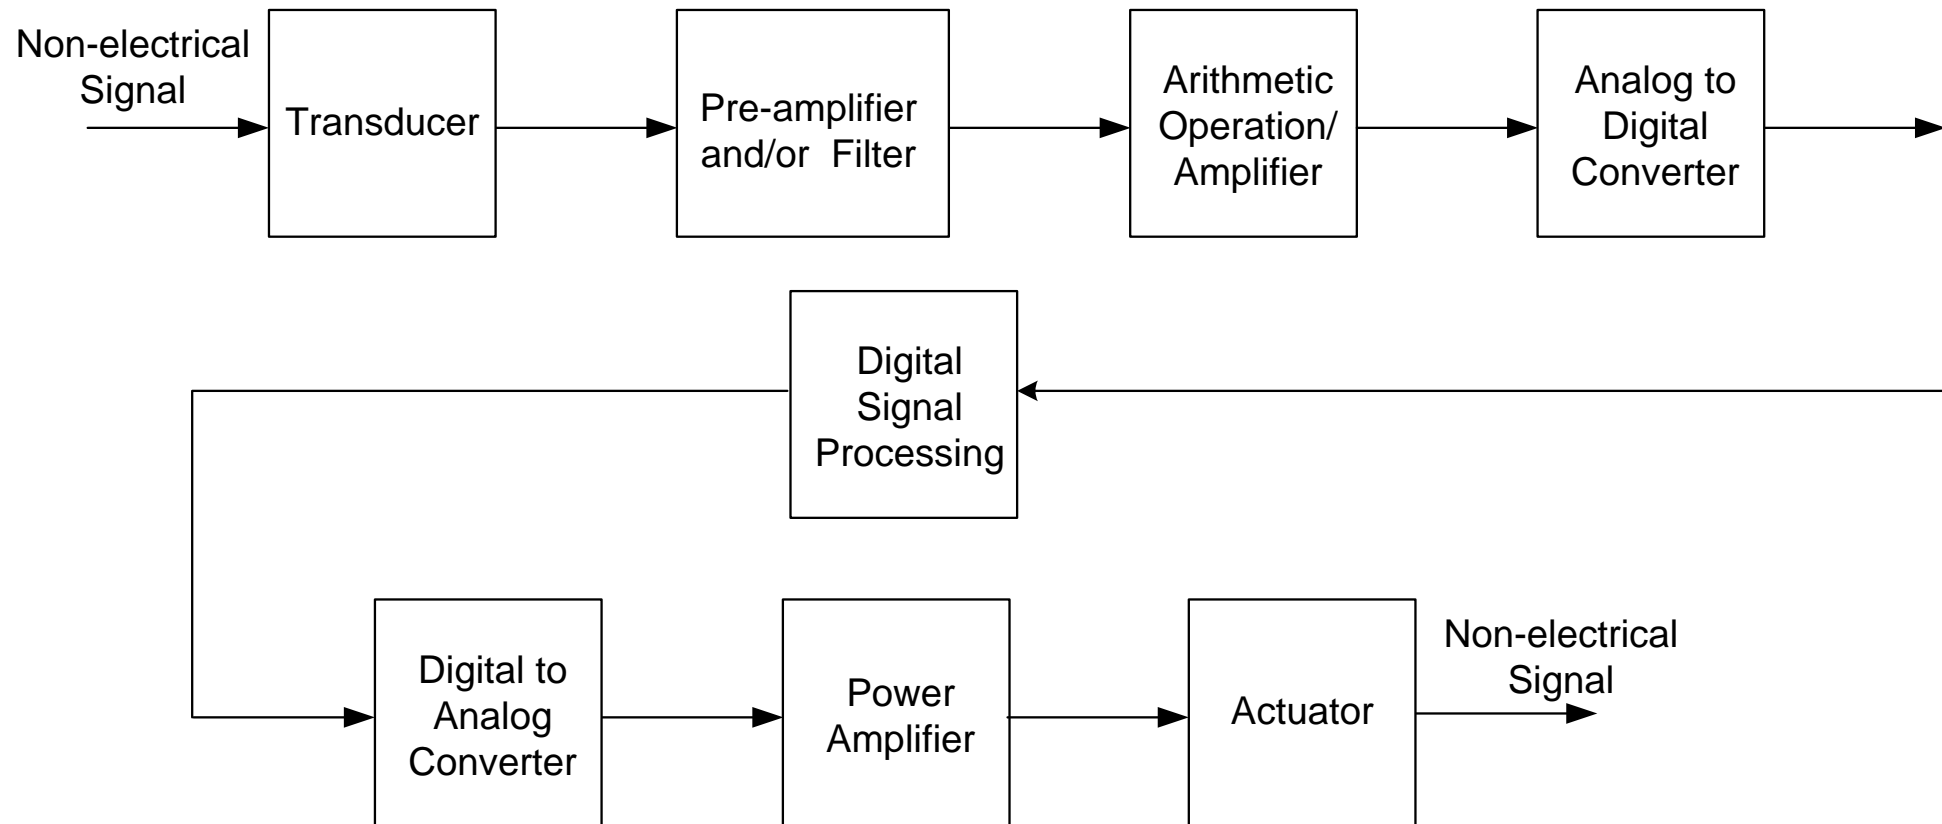 Non-electrical
Signal
Transducer
Pre-amplifier
and/or Filter
Arithmetic
Operation/
Amplifier
Analog to
Digital
Converter
Digital
Signal
Processing
Digital to
Analog
Converter
Power
Amplifier
Actuator
Non-electrical
Signal